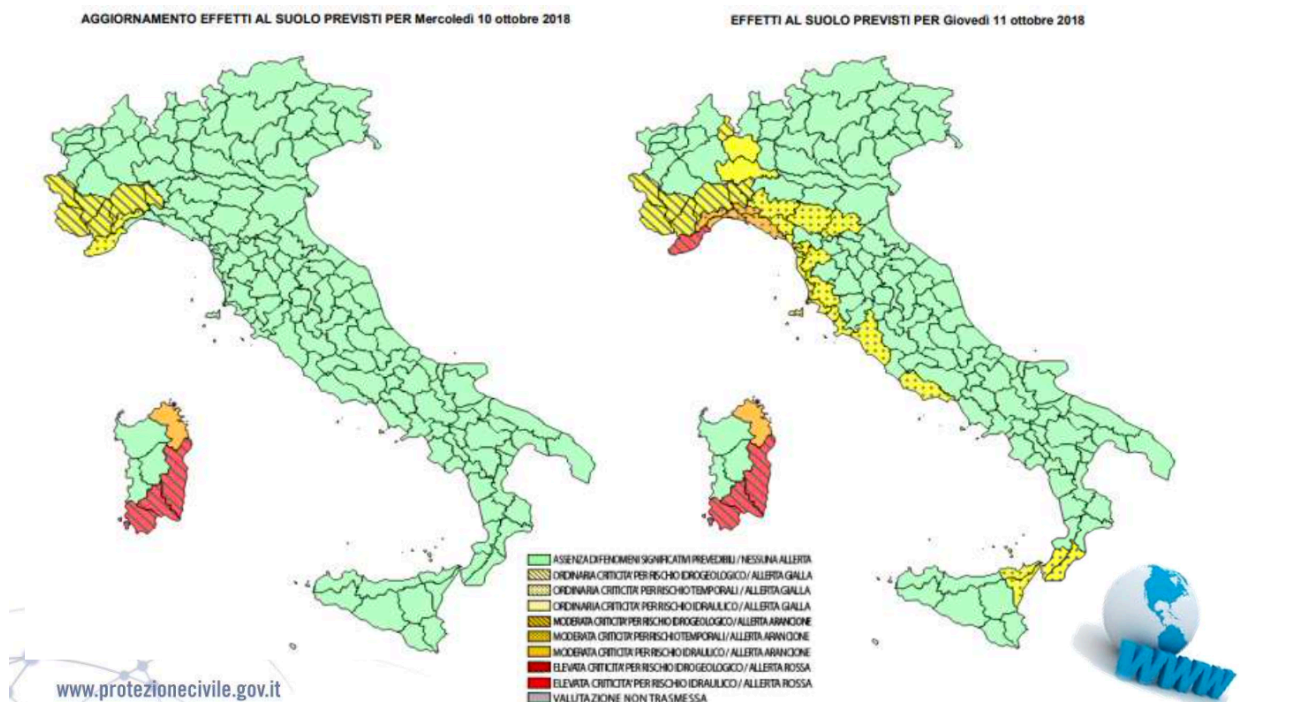 AGGIORNAMENTO EFFETTI AL SUOLO PREVISTI PER Mercoledì 10 ottobre 2018
EFFETTI AL SUOLO PREVISTI PER Giovedì 11 ottobre 2018
ASSENZA DI FENOMENI SIGNIFICATIVI PREVEDIBILI / NESSUNA ALLERTA
ORDINARIA CRITICITA' PER RISCHIO IDROGEOLOGICO / ALLERTA GIALLA
ORDINARIA CRITICITA' PER RISCHIO TEMPORALI / ALLERTA GIALLA
ORDINARIA CRITICITA' PER RISCHIO IDRAULICO / ALLERTA GIALLA
MODERATA CRITICITA' PER RISCHIO IDROGEOLOGICO / ALLERTA ARANCIONE
MODERATA CRITICITA' PER RISCHIO TEMPORALI / ALLERTA ARANCIONE
MODERATA CRITICITA' PER RISCHIO IDRAULICO / ALLERTA ARANCIONE
ELEVATA CRITICITA' PER RISCHIO IDROGEOLOGICO / ALLERTA ROSSA
ELEVATA CRITICITA' PER RISCHIO IDRAULICO / ALLERTA ROSSA
VALUTAZIONE NON TRASMESSA
www.protezionecivile.gov.it
WWW